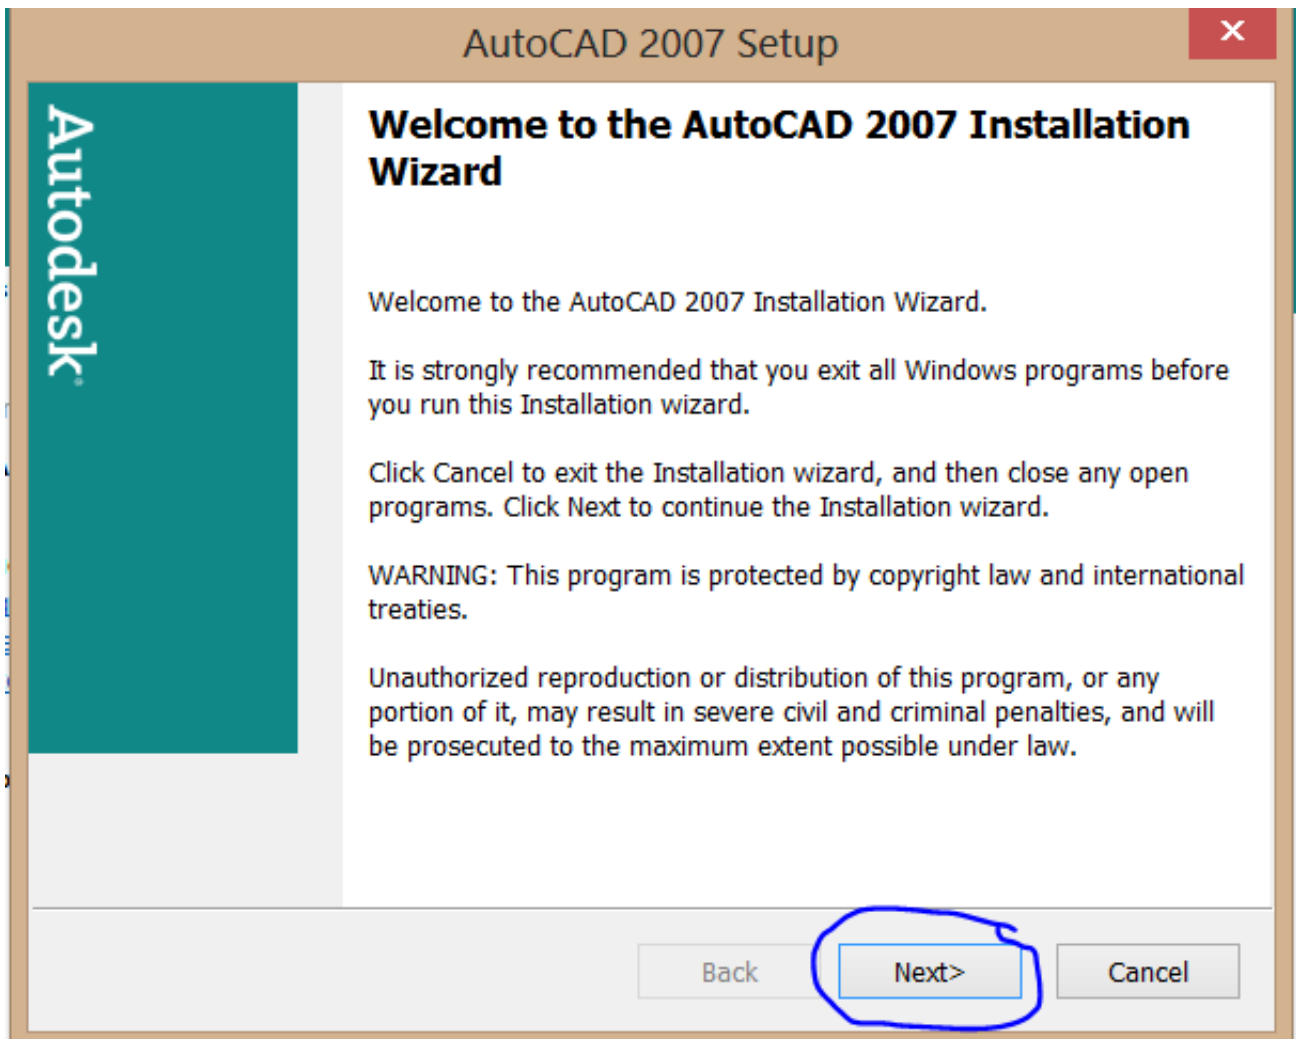 AutoCAD 2007 Setup
Autodesk
Welcome to the AutoCAD 2007 Installation
Wizard
Welcome to the AutoCAD 2007 Installation Wizard.
It is strongly recommended that you exit all Windows programs before
you run this Installation wizard.
Click Cancel to exit the Installation wizard, and then close any open
programs. Click Next to continue the Installation wizard.
WARNING: This program is protected by copyright law and international
treaties.
Unauthorized reproduction or distribution of this program, or any
portion of it, may result in severe civil and criminal penalties, and will
be prosecuted to the maximum extent possible under law.
Back Next> Cancel